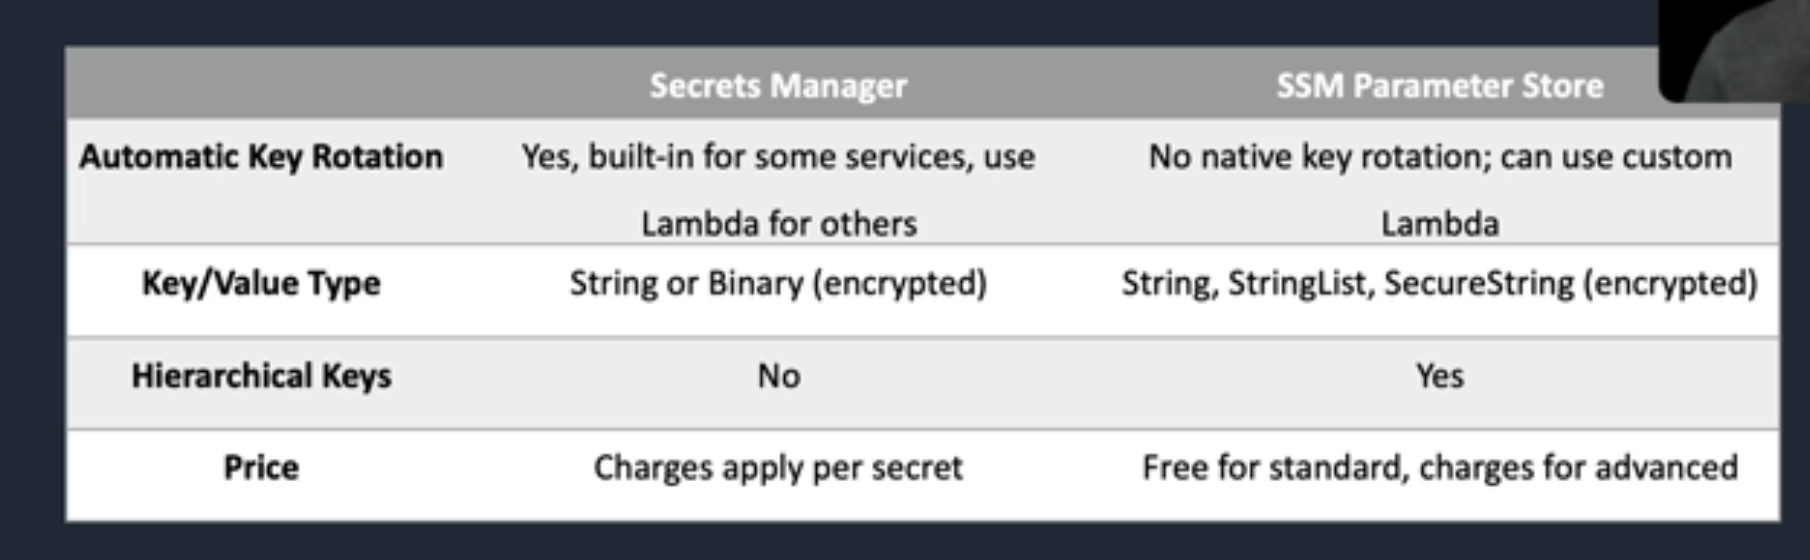 Secrets Manager SSM Parameter Store
Automatic Key Rotation Yes, built-in for some services, use No native key rotation; can use custom
Lambda for others Lambda
Key/Value Type String or Binary (encrypted) String, StringList, SecureString (encrypted)
Hierarchical Keys No Yes
Price Charges apply per secret Free for standard, charges for advanced